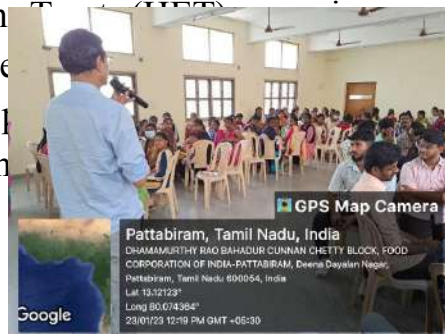 GPS Map Camera
Pattabiram, Tamil Nadu, India
DHAMAMURTHY RAO BAHADUR CUNNAN CHETTY BLOCK, FOOD
CORPORATION OF INDIA-PATTABIRAM, Deena Dayalan Nagar,
Pattabiram, Tamil Nadu 600054, India
Lat 13.12123°
Long 80.074364°
23/01/23 12:19 PM GMT +05:30
Google